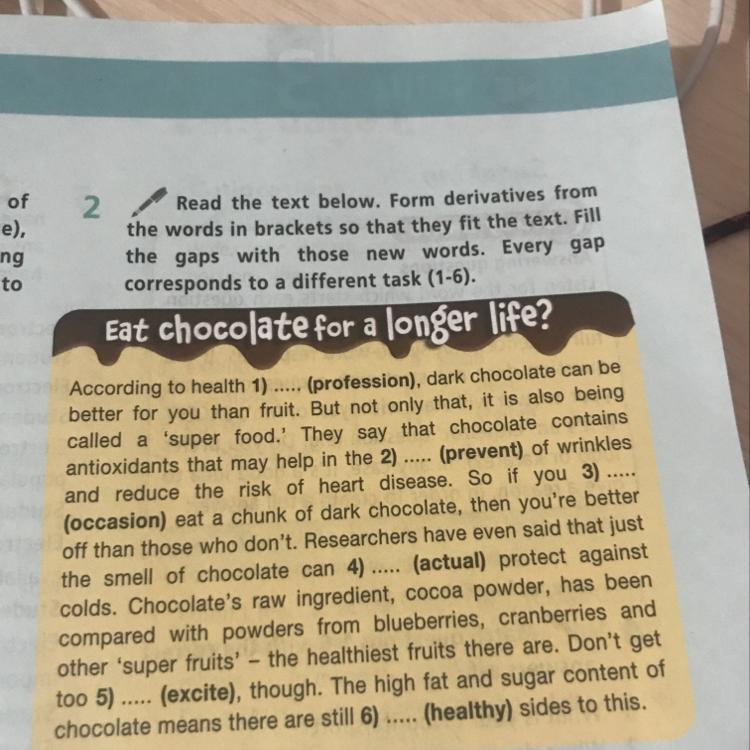 of
e),
ng
to
2 Read the text below. Form derivatives from
the words in brackets so that they fit the text. Fill
the gaps with those new words. Every gap
corresponds to a different task (1-6).
Eat chocolate for a longer life?
According to health 1) ..... (profession), dark chocolate can be
better for you than fruit. But not only that, it is also being
called a 'super food.' They say that chocolate contains
antioxidants that may help in the 2) ..... (prevent) of wrinkles
and reduce the risk of heart disease. So if you 3) .....
(occasion) eat a chunk of dark chocolate, then you're better
off than those who don't. Researchers have even said that just
the smell of chocolate can 4) ..... (actual) protect against
colds. Chocolate's raw ingredient, cocoa powder, has been
compared with powders from blueberries, cranberries and
other 'super fruits' – the healthiest fruits there are. Don't get
too 5) ..... (excite), though. The high fat and sugar content of
chocolate means there are still 6) ..... (healthy) sides to this.